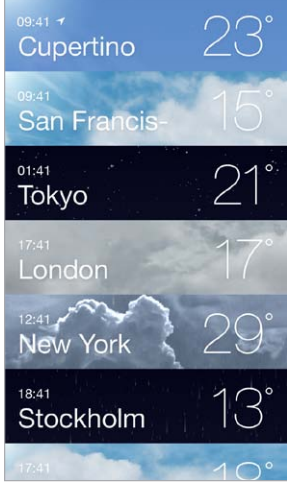 09:41
Cupertino 23°
09:41
San Francis- 15°
01:41
Tokyo 21°
17:41
London 17°
12:41
New York 29°
18:41
Stockholm 13°
17:41